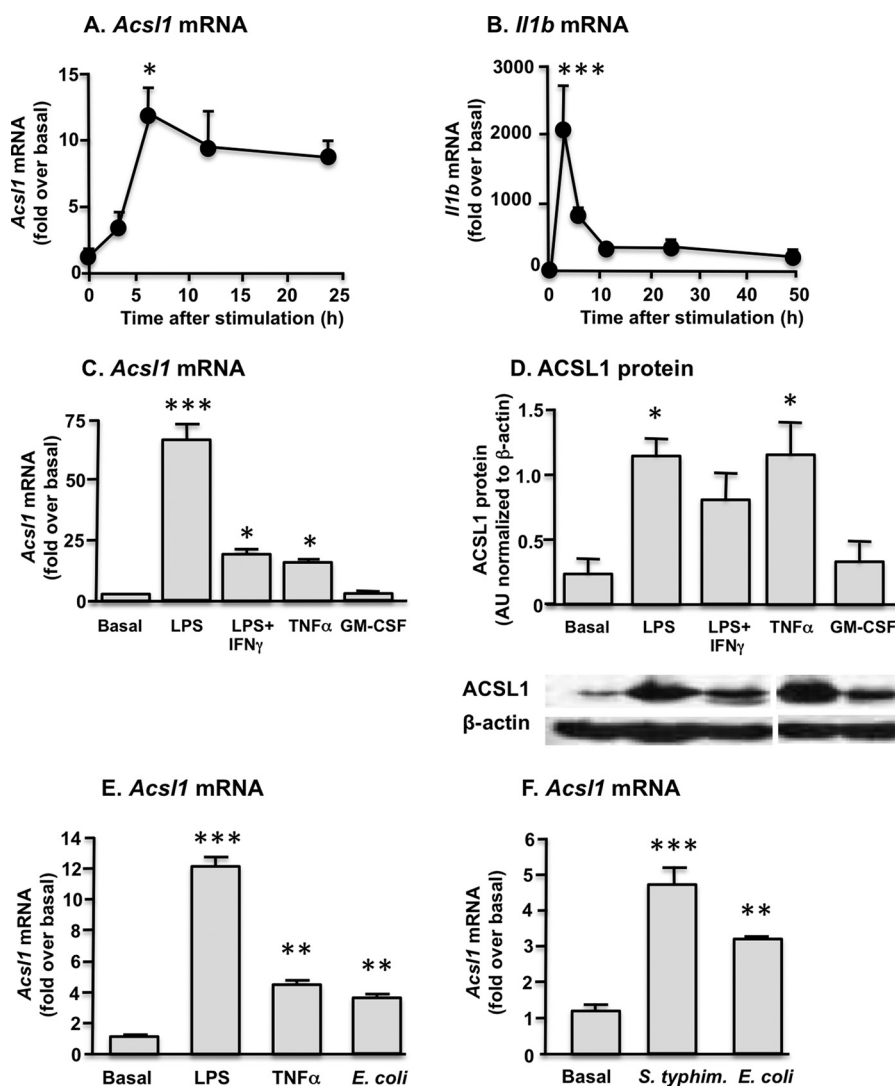 A. Acsl1 mRNA
*
15
10
5
0
Acsl1 mRNA
(fold over basal)
0 5 10 15 20 25
Time after stimulation (h)
B. Il1b mRNA
***
3000
2000
1000
0
Il1b mRNA
(fold over basal)
0 10 20 30 40 50
Time after stimulation (h)
C. Acsl1 mRNA
75
50
25
0
Acsl1 mRNA
(fold over basal)
***
* *
Basal LPS LPS+ TNFα GM-CSF
IFNγ
D. ACSL1 protein
1.5
1.0
0.5
0
ACSL1 protein
(AU normalized to β-actin)
* *
Basal LPS LPS+ TNFα GM-CSF
IFNγ
ACSL1
β-actin
E. Acsl1 mRNA
14
12
10
8
6
4
2
0
Acsl1 mRNA
(fold over basal)
***
** **
Basal LPS TNFα E. coli
F. Acsl1 mRNA
6
5
4
3
2
1
0
Acsl1 mRNA
(fold over basal)
***
**
Basal S. typhim. E. coli